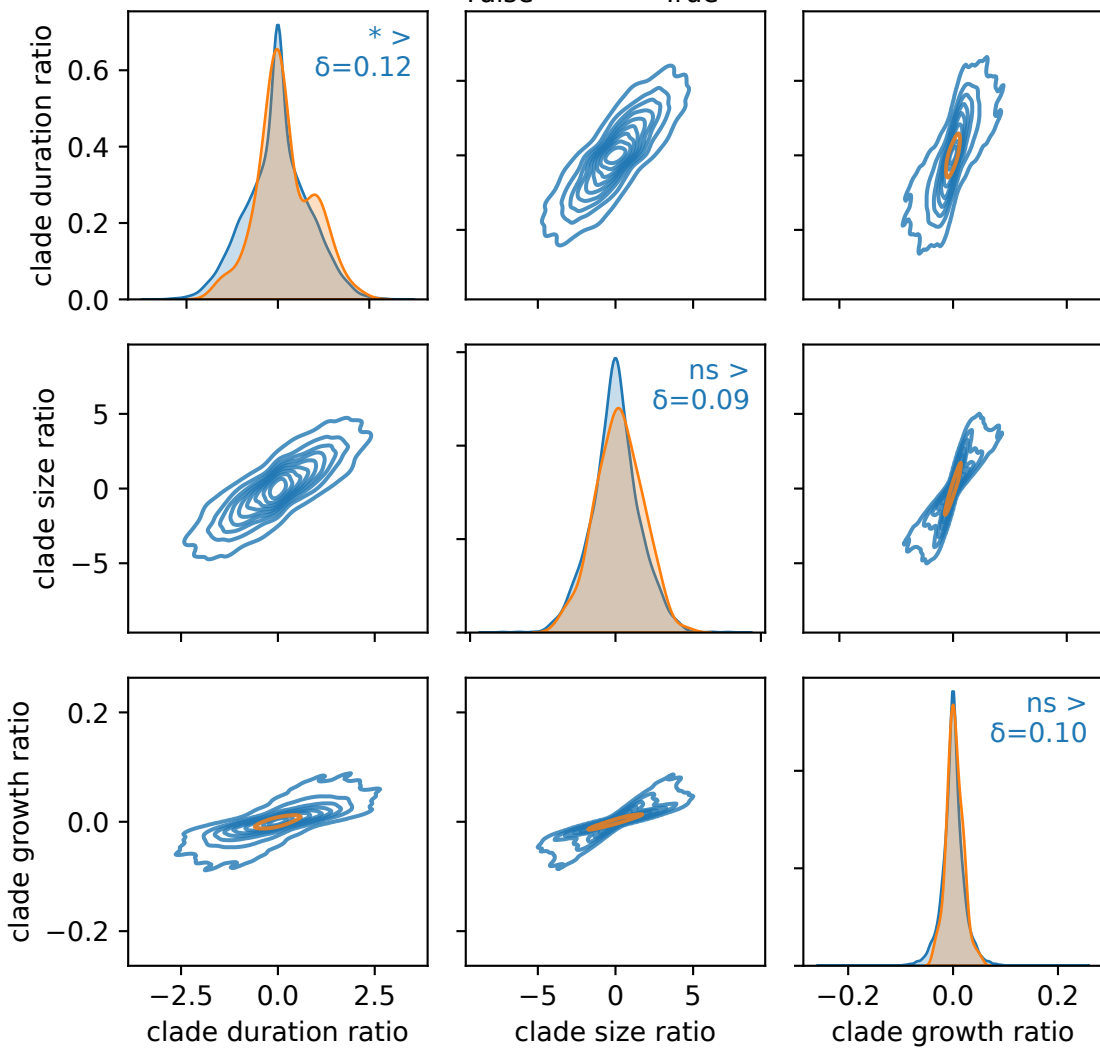 clade duration ratio
0.6
0.4
0.2
0.0
* >
δ=0.12
clade size ratio
5
0
−5
ns >
δ=0.09
clade growth ratio
0.2
0.0
−0.2
ns >
δ=0.10
−2.5 0.0 2.5
−5 0 5
−0.2 0.0 0.2
clade duration ratio
clade size ratio
clade growth ratio